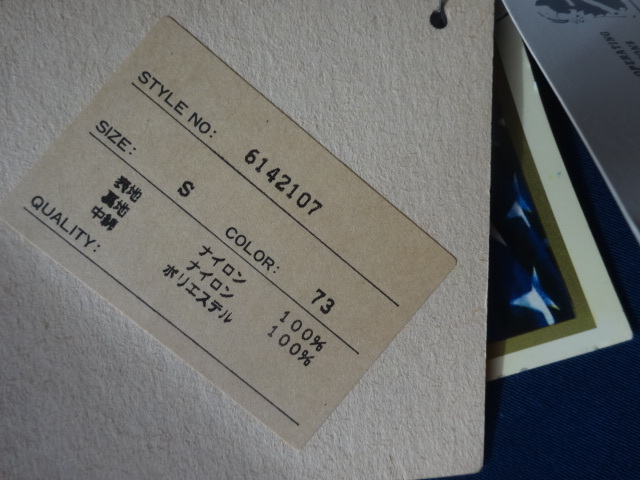 STYLE NO: 6142107
SIZE: S COLOR: 73
表地 ナイロン 100%
裏地 ナイロン 100%
中綿 ポリエステル
QUALITY:
OPERATING